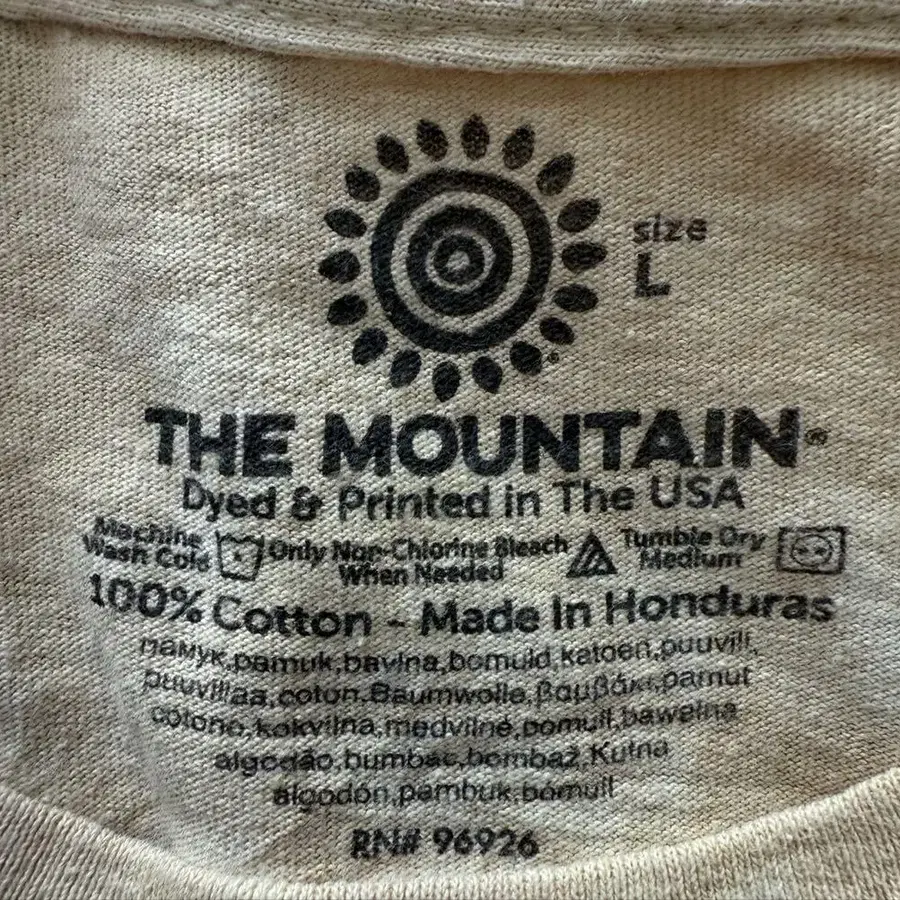 size
L
THE MOUNTAIN®
Dyed & Printed in The USA
Machine Wash Cold
Only Non-Chlorine Bleach When Needed
Tumble Dry Medium
100% Cotton - Made In Honduras
памук,pamuk,bavlna,bomuld,katoen,puuvill,
puuvillaa,coton,Baumwolle,βαμβάκι,pamut
cotone,kokvilna,medvilnė,bomull,bawełna
algodão,bumbac,bombaž,Kutna
algodón,pambuk,bómull
RN# 96926